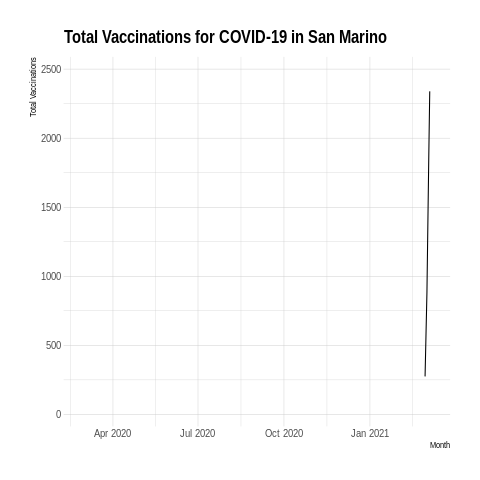 Total Vaccinations for COVID-19 in San Marino
Total Vaccinations
2500
2000
1500
1000
500
0
Apr 2020 Jul 2020 Oct 2020 Jan 2021
Month